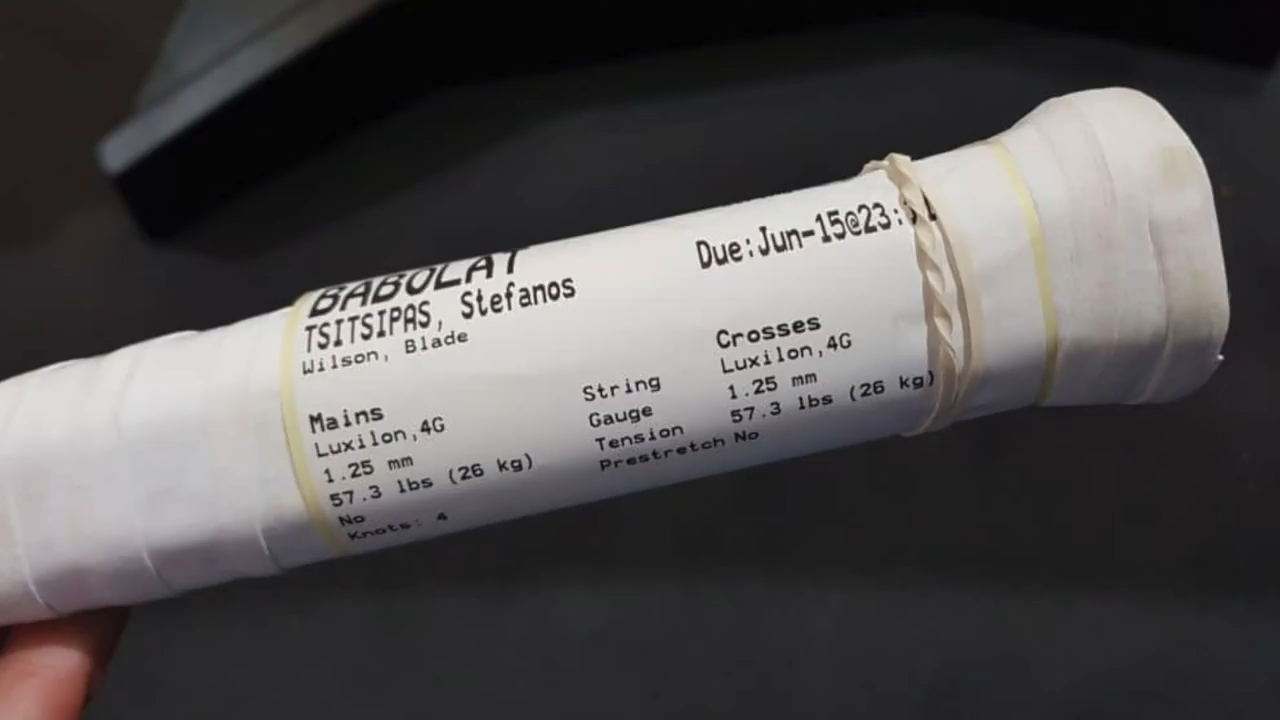 BABOLAT
TSITSIPAS, Stefanos Due:Jun-15@23:
Wilson, Blade
Mains Crosses
Luxilon,4G String Luxilon,4G
1.25 mm Gauge 1.25 mm
57.3 lbs (26 kg) Tension 57.3 lbs (26 kg)
No Prestretch No
Knots: 4